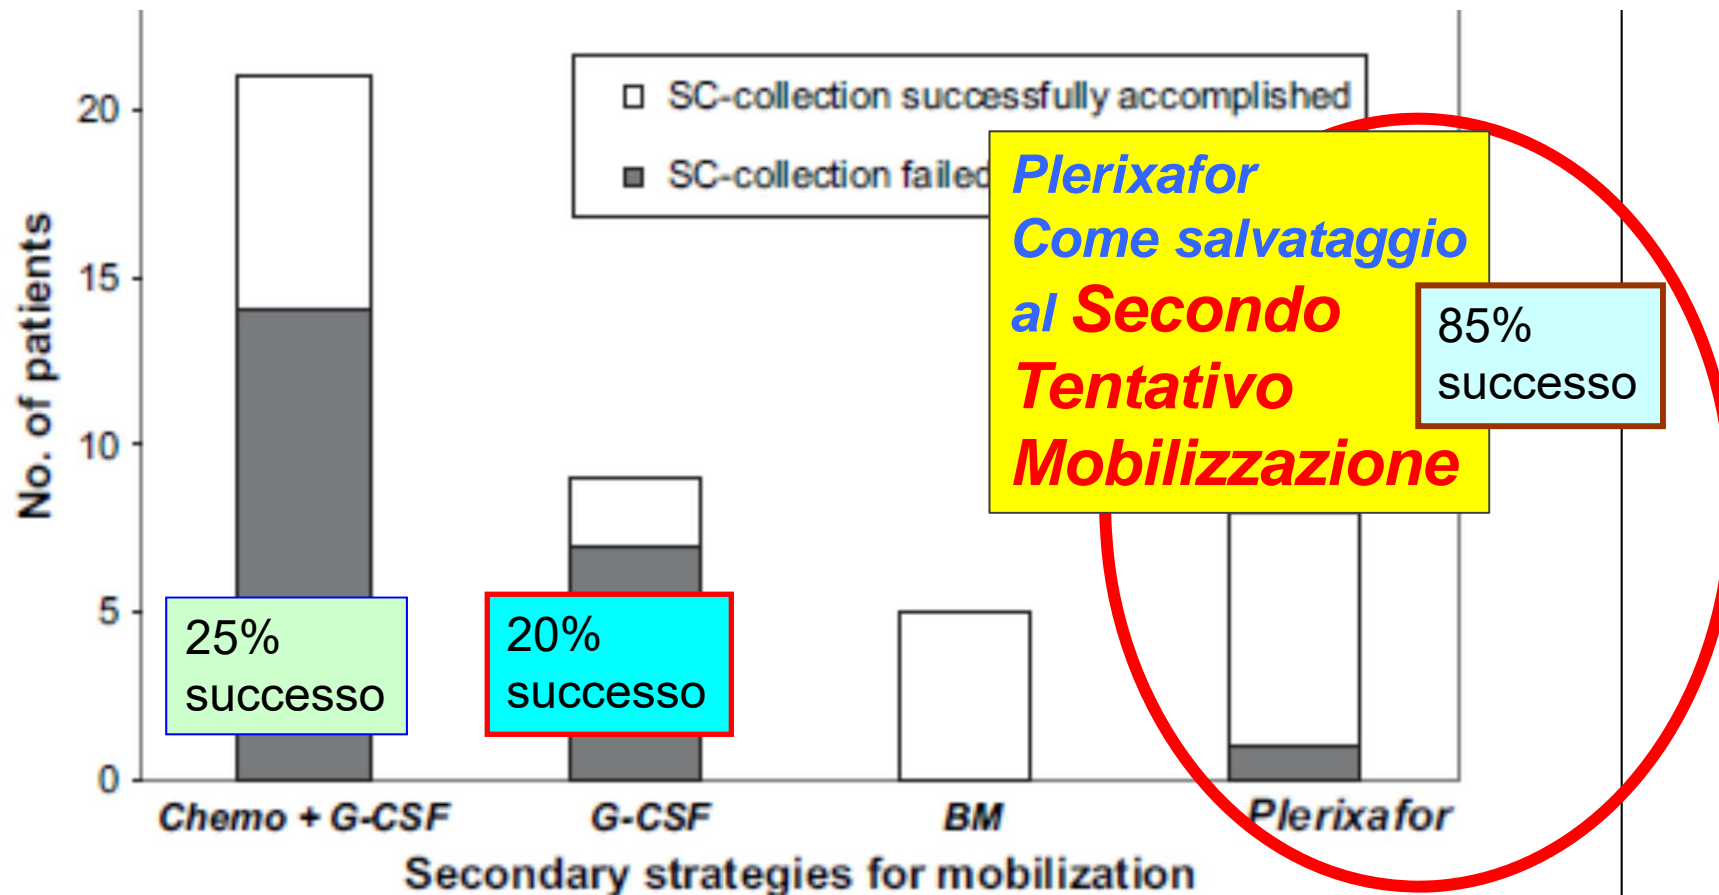 SC-collection successfully accomplished
SC-collection failed
Plerixafor
Come salvataggio
al Secondo
Tentativo
Mobilizzazione
85%
successo
No. of patients
20
15
10
5
0
25%
successo
20%
successo
Chemo + G-CSF
G-CSF
BM
Plerixafor
Secondary strategies for mobilization